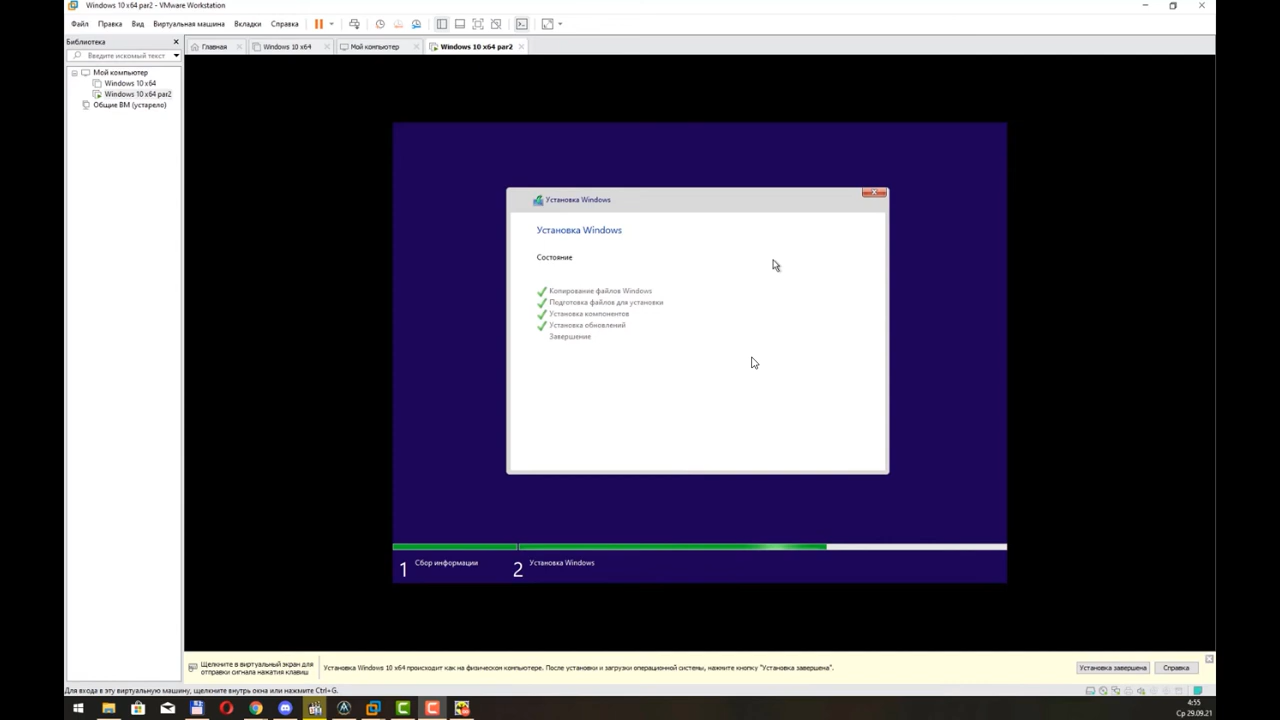 Windows 10 x64 par2 - VMware Workstation
Файл Правка Вид Виртуальная машина Вкладки Справка
Библиотека
Введите искомый текст
Главная Windows 10 x64 Мой компьютер Windows 10 x64 par2
Мой компьютер
Windows 10 x64
Windows 10 x64 par2
Общие ВМ (устарело)
Установка Windows
Установка Windows
Состояние
Копирование файлов Windows
Подготовка файлов для установки
Установка компонентов
Установка обновлений
Завершение
1 Сбор информации 2 Установка Windows
Щелкните в виртуальный экран для
отправки сигнала нажатия клавиш
Установка Windows 10 x64 происходит как на физическом компьютере. После установки и загрузки операционной системы, нажмите кнопку "Установка завершена".
Установка завершена Справка
Для входа в эту виртуальную машину, щелкните внутрь окна или нажмите Ctrl+G.
4:55
Ср 29.09.21